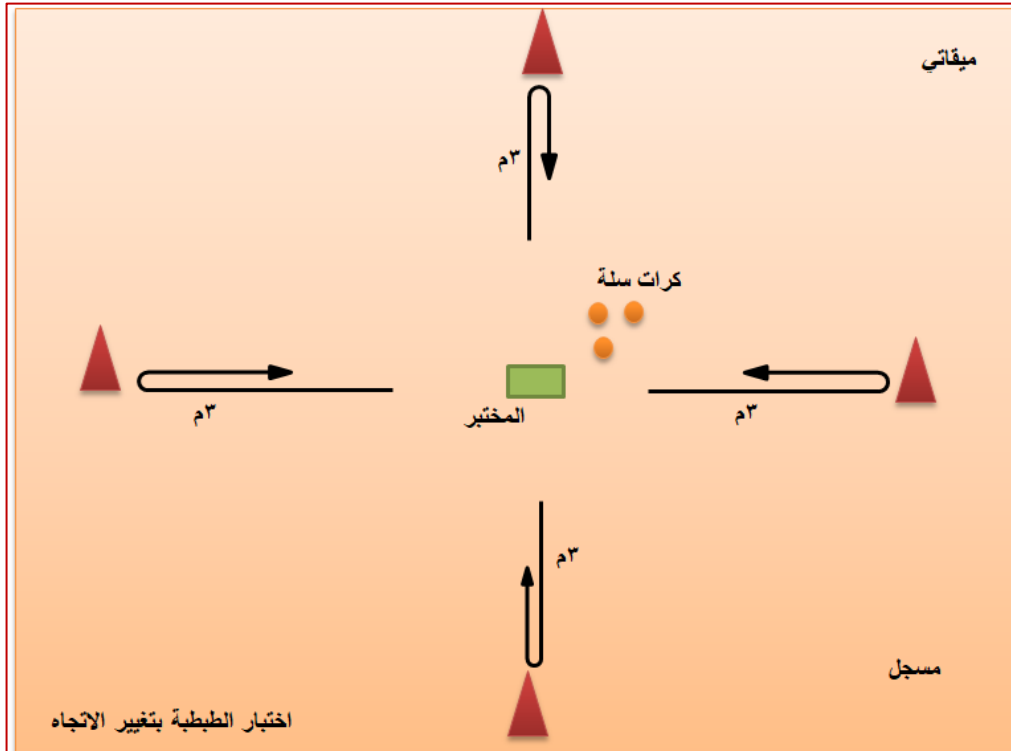 ميقاتي
٣م
كرات سلة
المختبر
٣م
٣م
٣م
مسجل
اختبار الطبطبة بتغيير الاتجاه